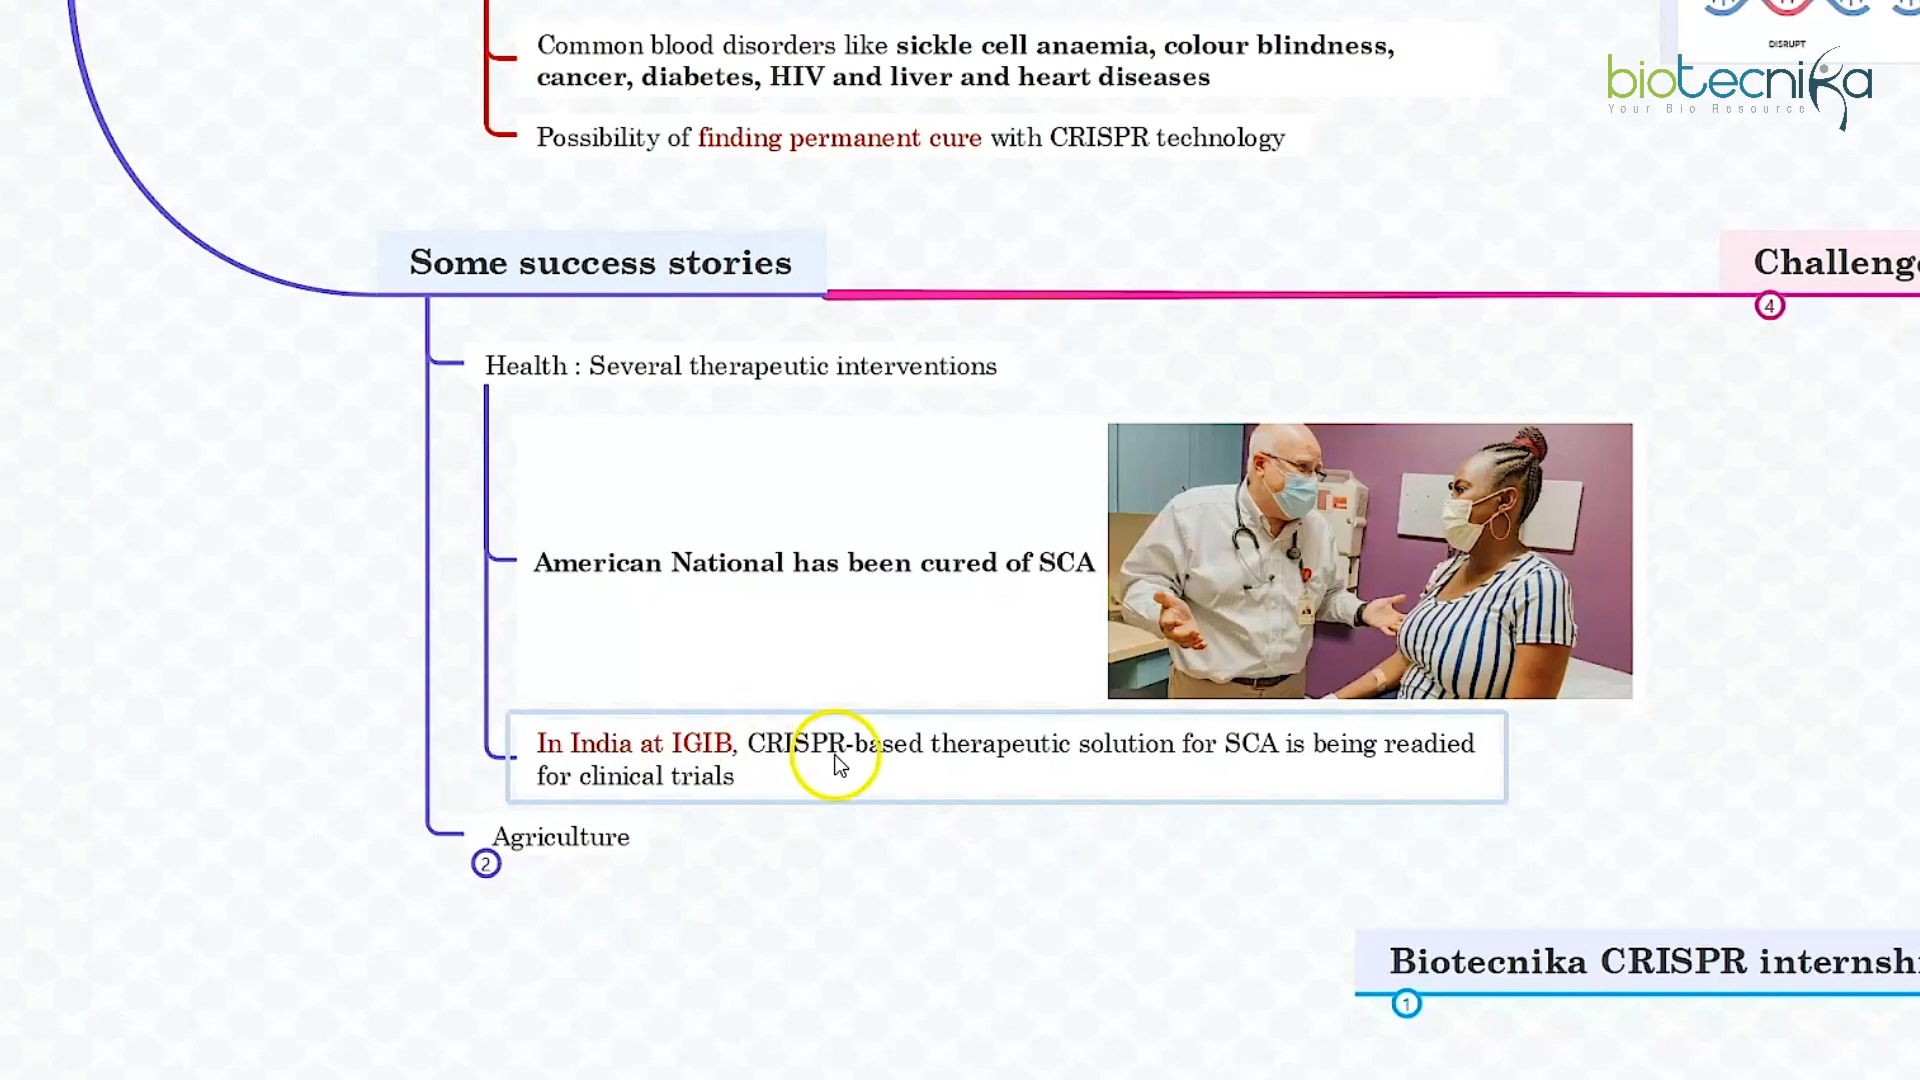 DISRUPT
biotecnika
Your Bio Resource
Common blood disorders like sickle cell anaemia, colour blindness,
cancer, diabetes, HIV and liver and heart diseases
Possibility of finding permanent cure with CRISPR technology
Some success stories
Challenge
4
Health : Several therapeutic interventions
American National has been cured of SCA
In India at IGIB, CRISPR-based therapeutic solution for SCA is being readied
for clinical trials
Agriculture
2
Biotecnika CRISPR internshi
1